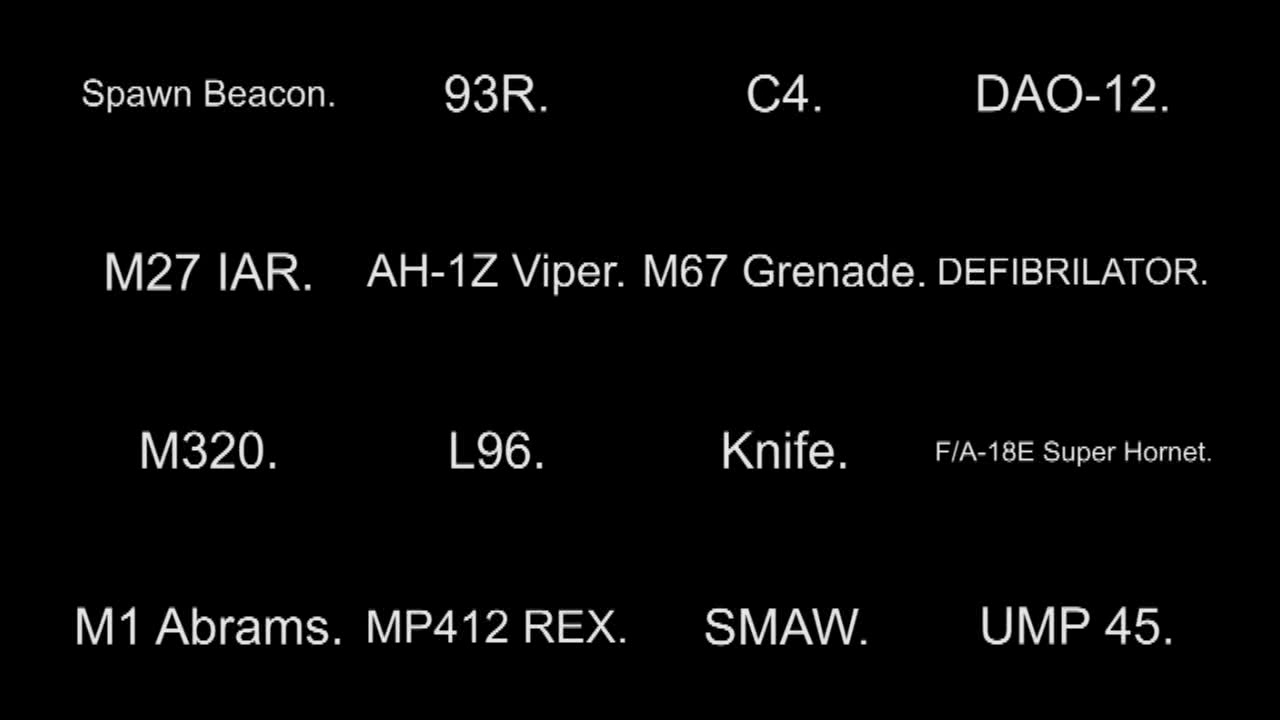 Spawn Beacon. 93R. C4. DAO-12.
M27 IAR. AH-1Z Viper. M67 Grenade. DEFIBRILATOR.
M320. L96. Knife. F/A-18E Super Hornet.
M1 Abrams. MP412 REX. SMAW. UMP 45.